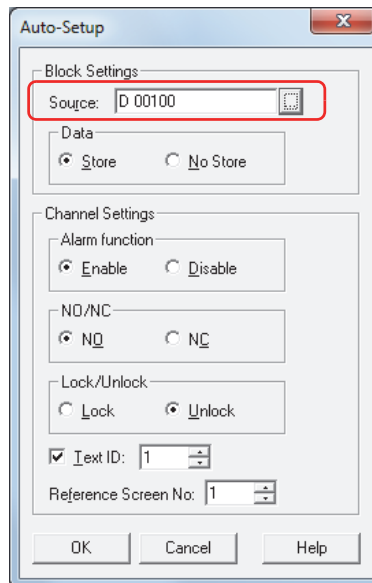 Auto-Setup
Block Settings
Source: D 00100
Data
Store No Store
Channel Settings
Alarm function
Enable Disable
NO/NC
NO NC
Lock/Unlock
Lock Unlock
Text ID: 1
Reference Screen No: 1
OK Cancel Help